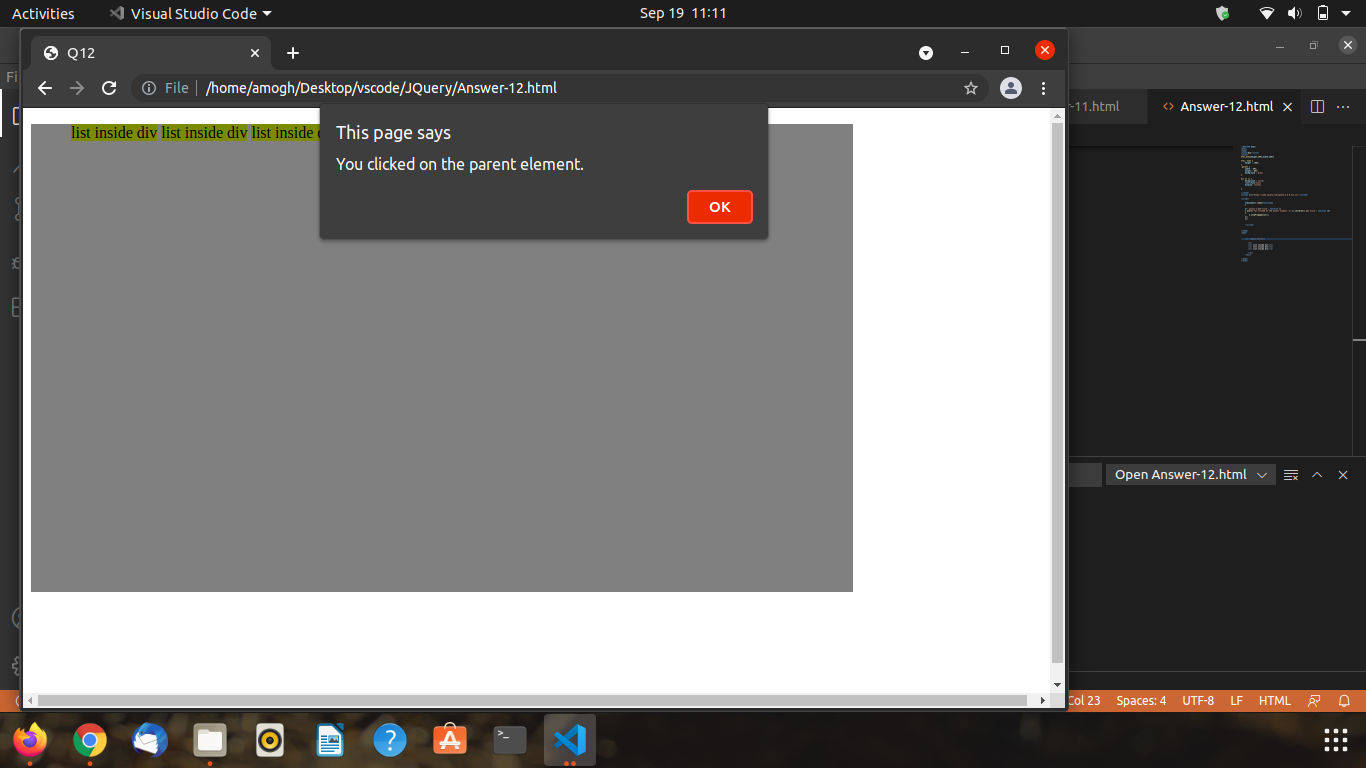 Activities Visual Studio Code Sep 19 11:11
Q12
File /home/amogh/Desktop/vscode/JQuery/Answer-12.html
Fi -11.html Answer-12.html
This page says
You clicked on the parent element.
OK
list inside div list inside div list inside
Open Answer-12.html
Col 23 Spaces: 4 UTF-8 LF HTML